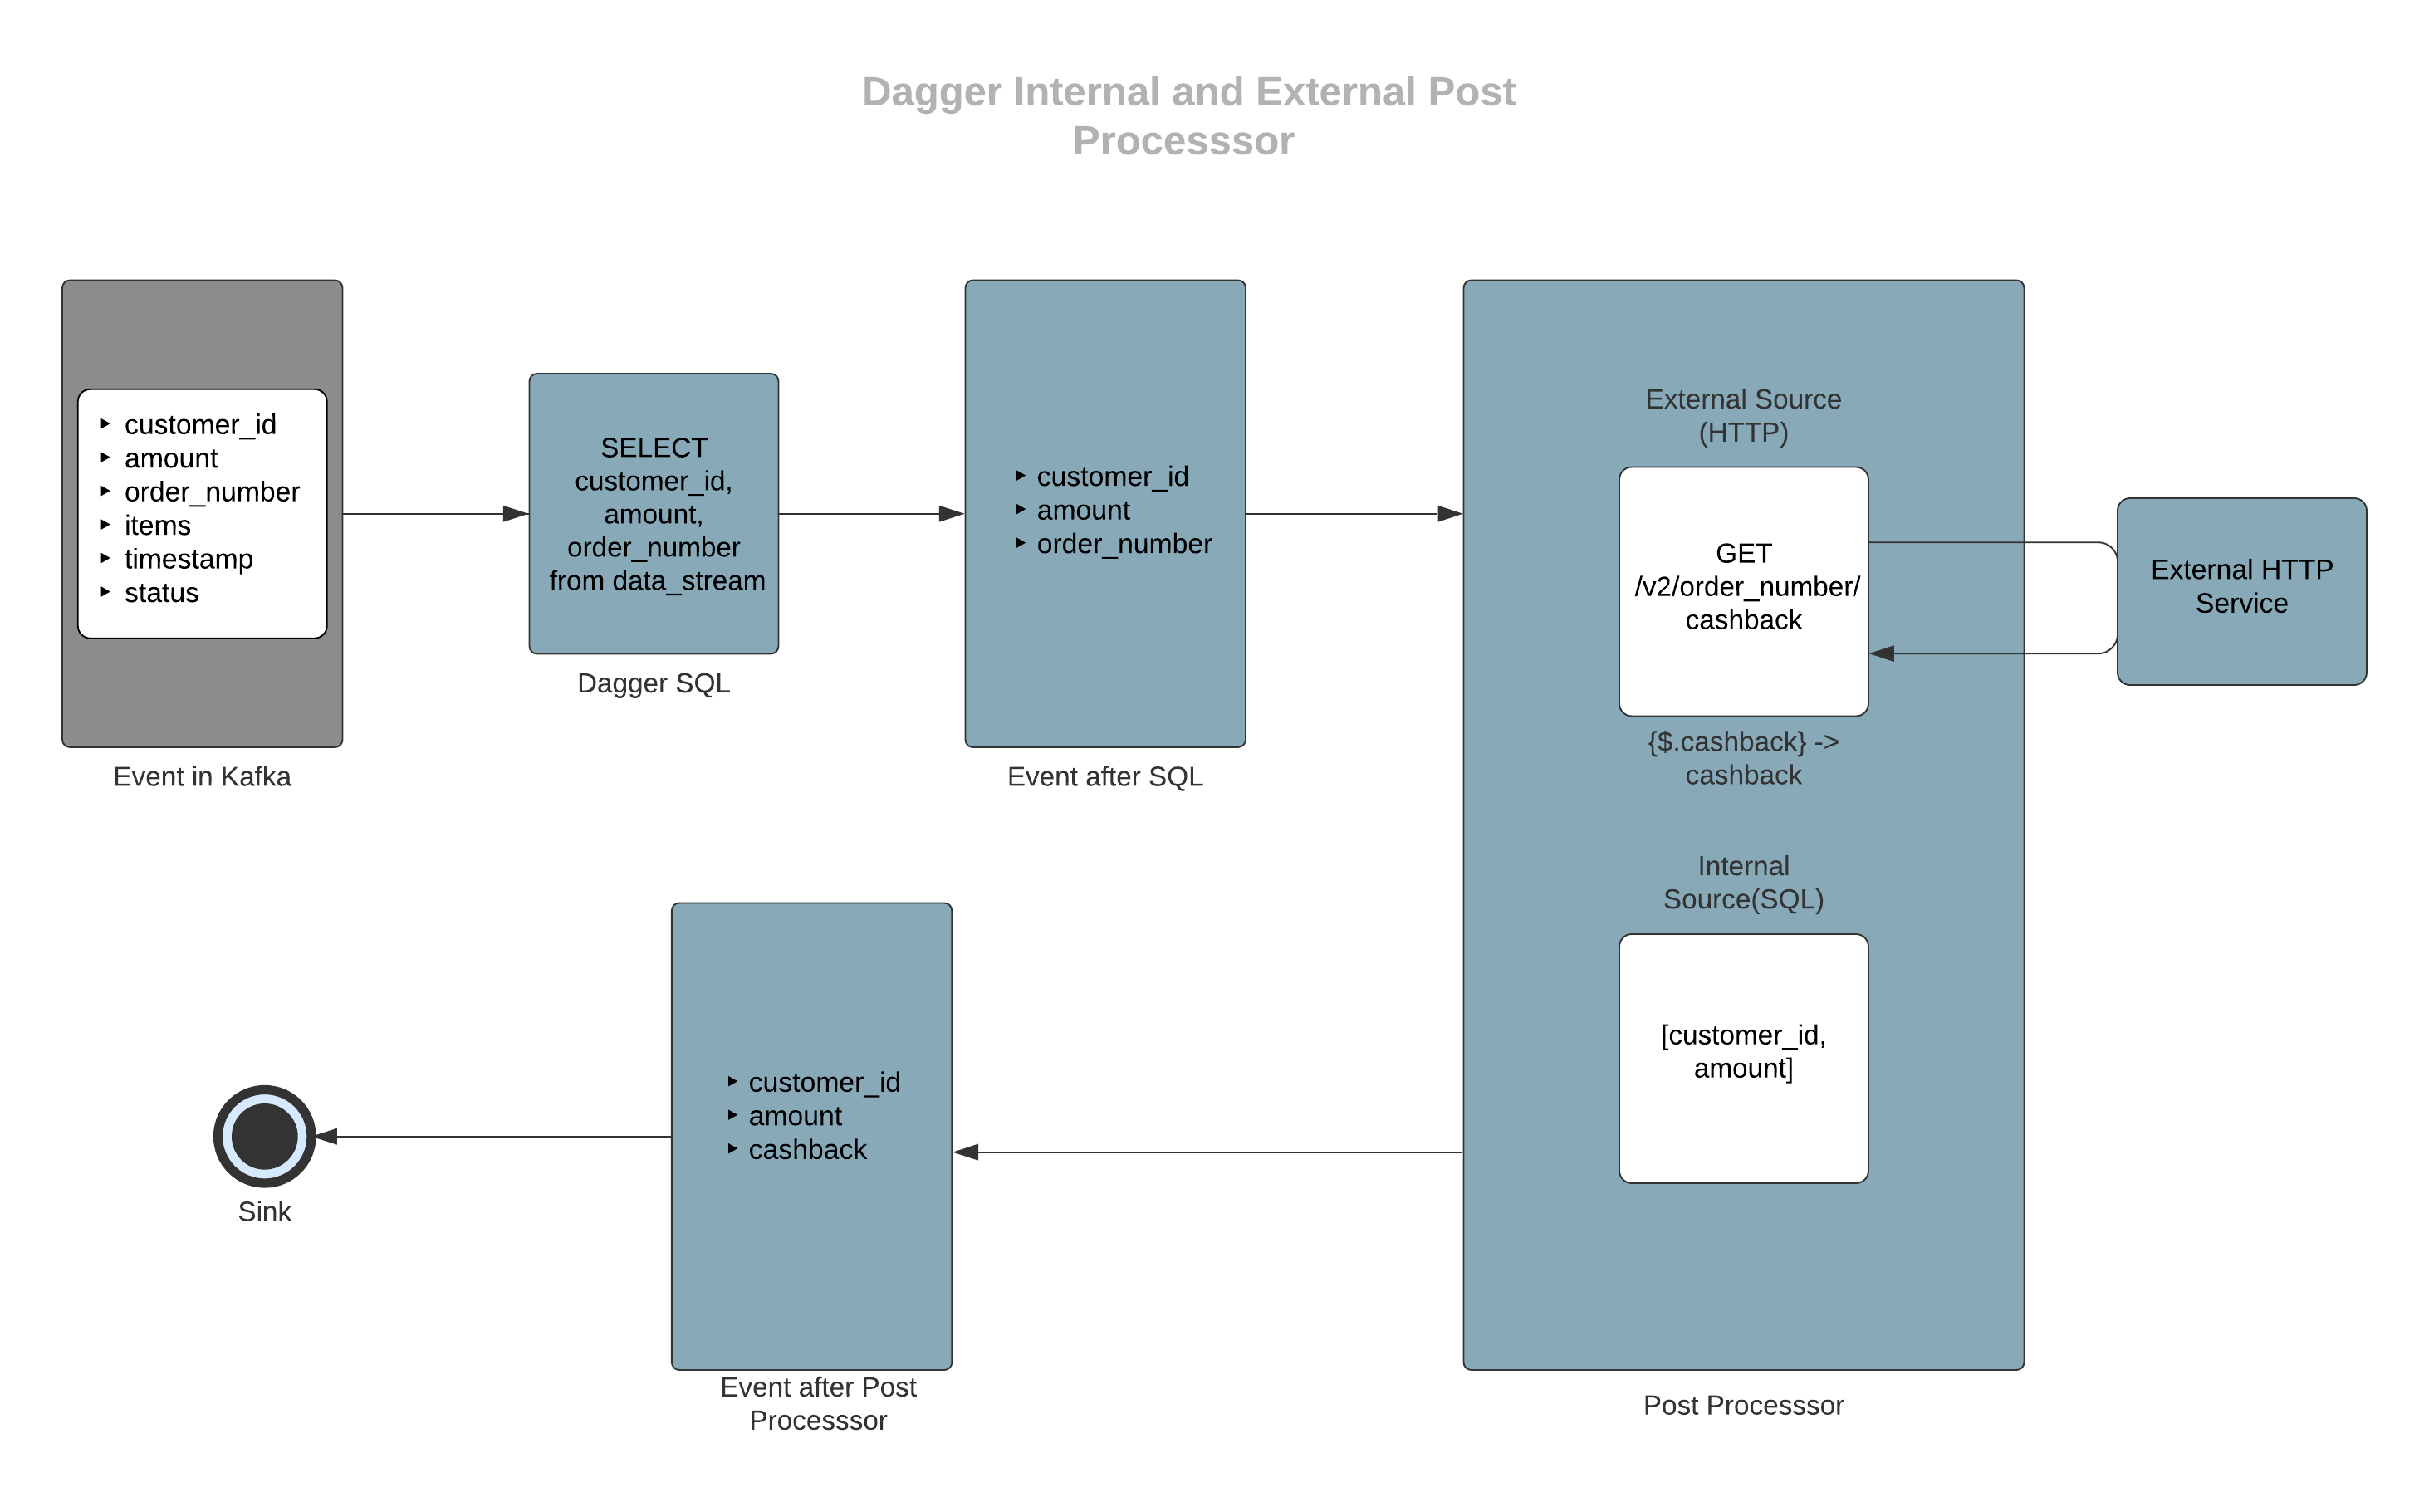 Dagger Internal and External Post
Processsor
customer_id
amount
order_number
items
timestamp
status
Event in Kafka
SELECT
customer_id,
amount,
order_number
from data_stream
Dagger SQL
customer_id
amount
order_number
Event after SQL
External Source
(HTTP)
GET
/v2/order_number/
cashback
{$.cashback} ->
cashback
External HTTP
Service
Internal
Source(SQL)
[customer_id,
amount]
Post Processsor
customer_id
amount
cashback
Event after Post
Processsor
Sink